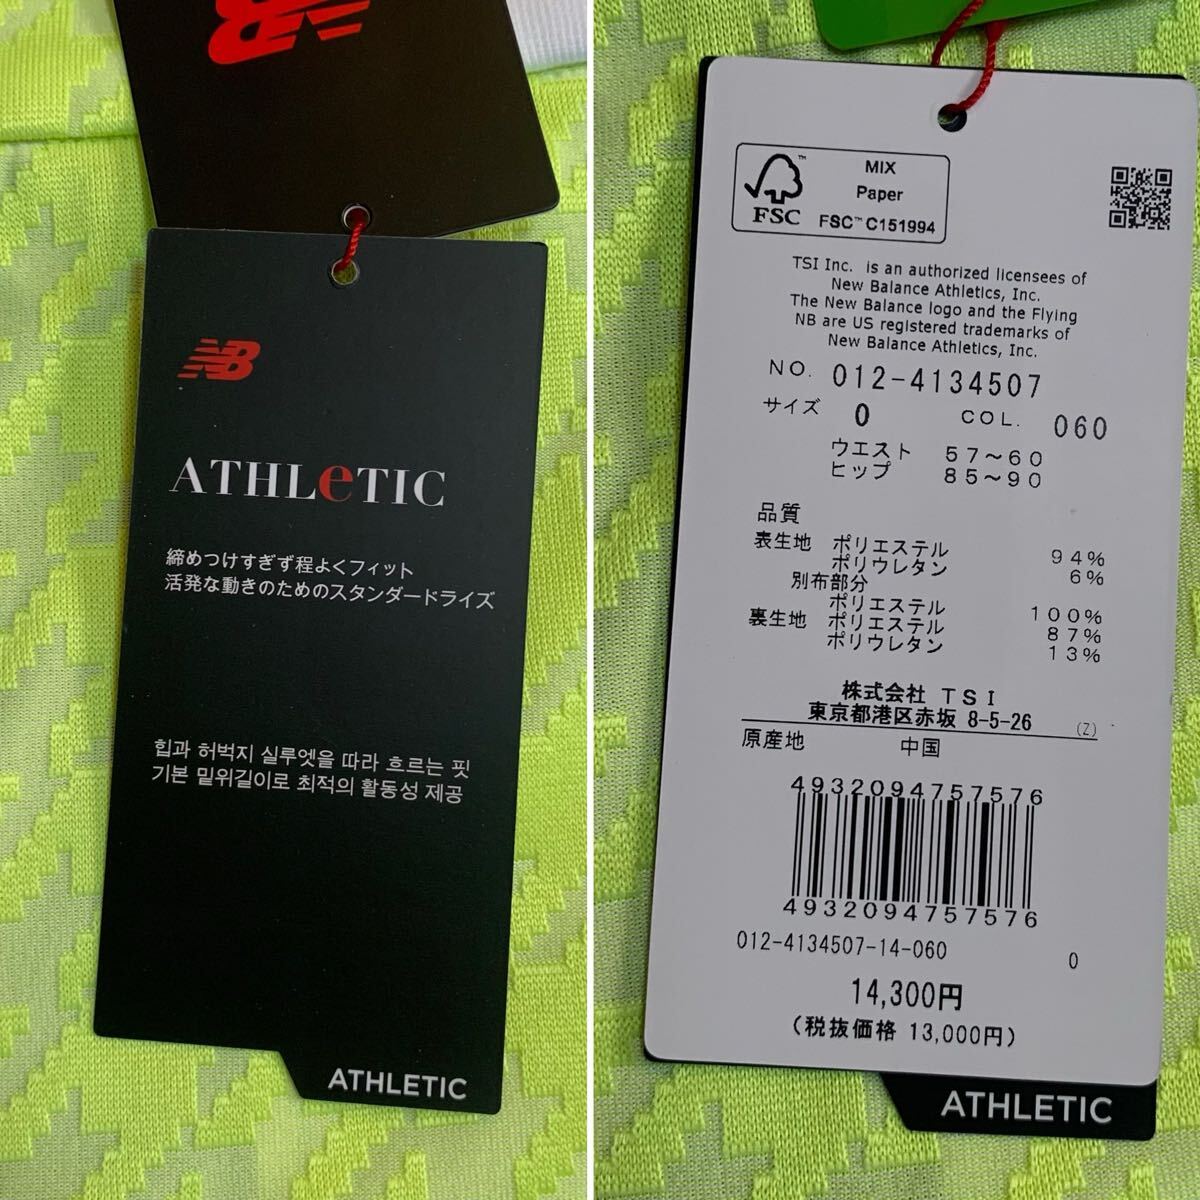 NB
NB
ATHLeTIC
締めつけすぎず程よくフィット
活発な動きのためのスタンダードライズ
힙과 허벅지 실루엣을 따라 흐르는 핏
기본 밑위길이로 최적의 활동성 제공
ATHLETIC
FSC™
MIX
Paper
FSC™ C151994
TSI Inc. is an authorized licensees of
New Balance Athletics, Inc.
The New Balance logo and the Flying
NB are US registered trademarks of
New Balance Athletics, Inc.
NO. 012-4134507
サイズ 0 COL. 060
ウエスト 57～60
ヒップ 85～90
品質
表生地 ポリエステル 94%
ポリウレタン 6%
別布部分
ポリエステル 100%
裏生地 ポリエステル 87%
ポリウレタン 13%
株式会社 TSI
東京都港区赤坂 8-5-26 (Z)
原産地 中国
4932094757576
4932094757576
012-4134507-14-060 0
14,300円
(税抜価格 13,000円)
ATHLETIC